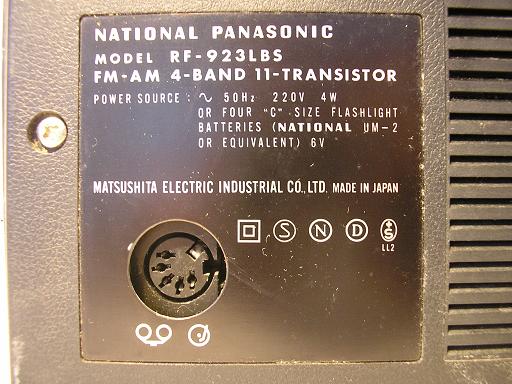 NATIONAL PANASONIC
MODEL RF-923LBS
FM-AM 4-BAND 11-TRANSISTOR
POWER SOURCE : ∿ 50Hz 220V 4W
OR FOUR "C" SIZE FLASHLIGHT
BATTERIES (NATIONAL UM-2
OR EQUIVALENT) 6V
MATSUSHITA ELECTRIC INDUSTRIAL CO., LTD. MADE IN JAPAN
S N D S
LL2